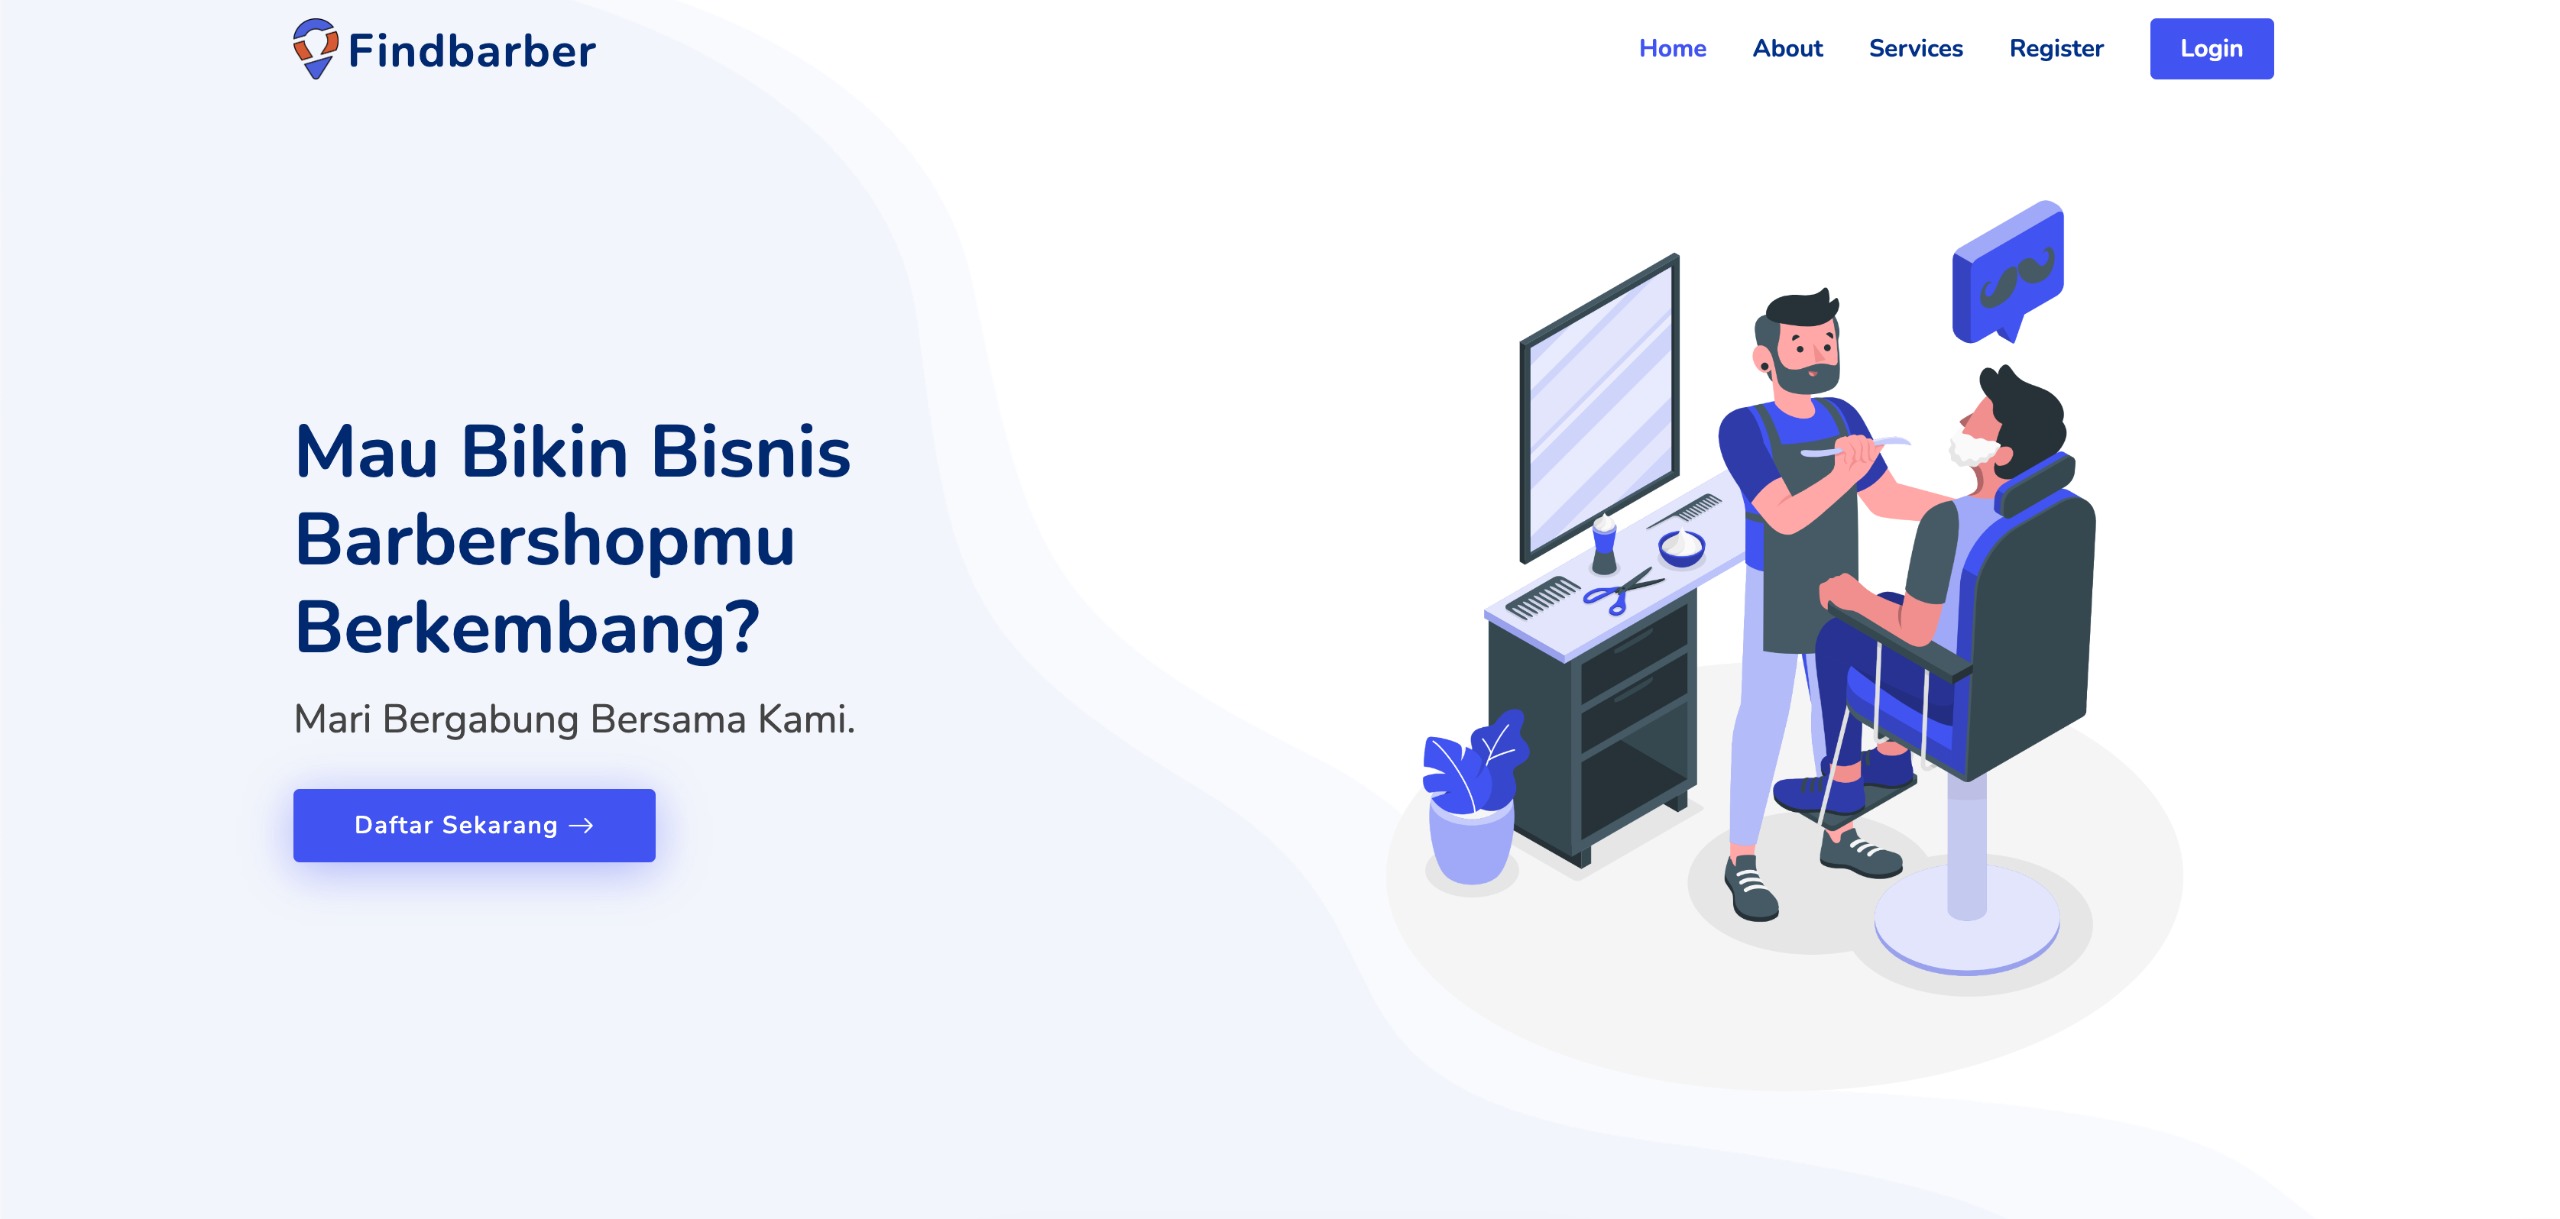 Findbarber
Home About Services Register Login
Mau Bikin Bisnis
Barbershopmu
Berkembang?
Mari Bergabung Bersama Kami.
Daftar Sekarang →